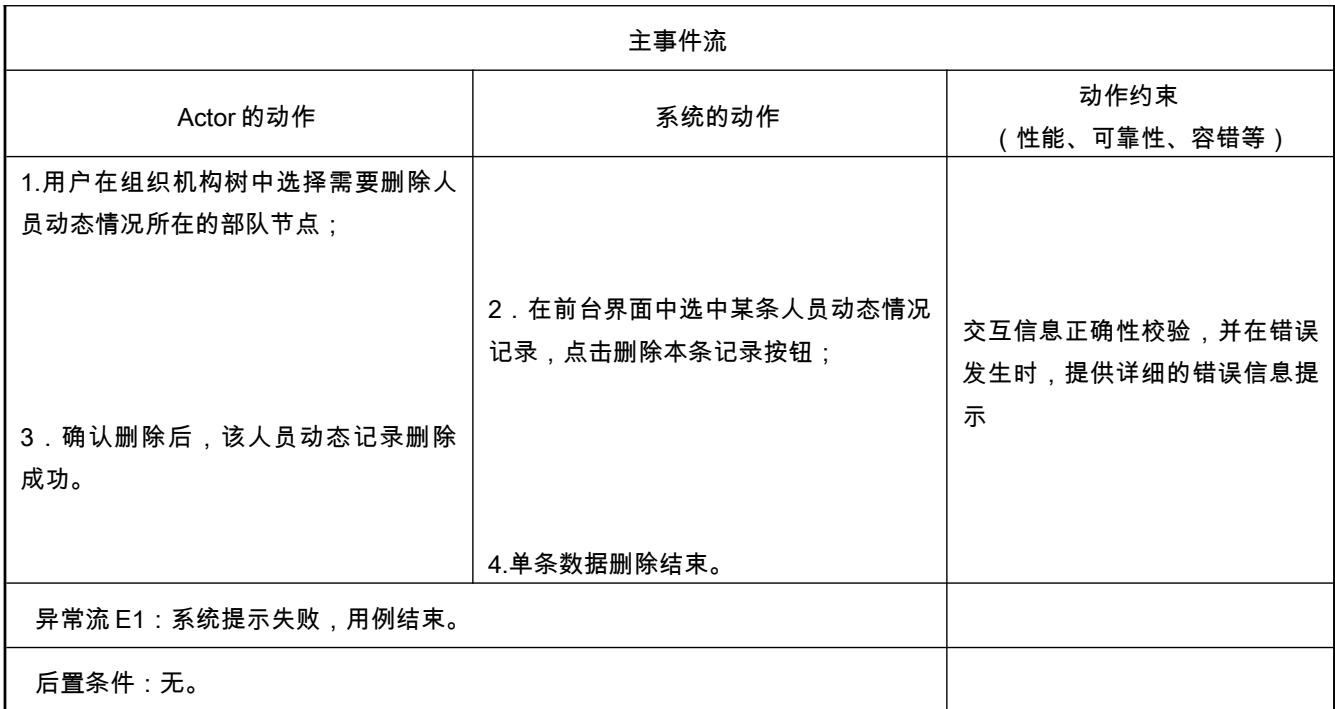 主事件流
Actor 的动作
系统的动作
动作约束
（性能、可靠性、容错等）
1.用户在组织机构树中选择需要删除人
员动态情况所在的部队节点；
2．在前台界面中选中某条人员动态情况
记录，点击删除本条记录按钮；
3．确认删除后，该人员动态记录删除
成功。
4.单条数据删除结束。
交互信息正确性校验，并在错误
发生时，提供详细的错误信息提
示
异常流 E1：系统提示失败，用例结束。
后置条件：无。